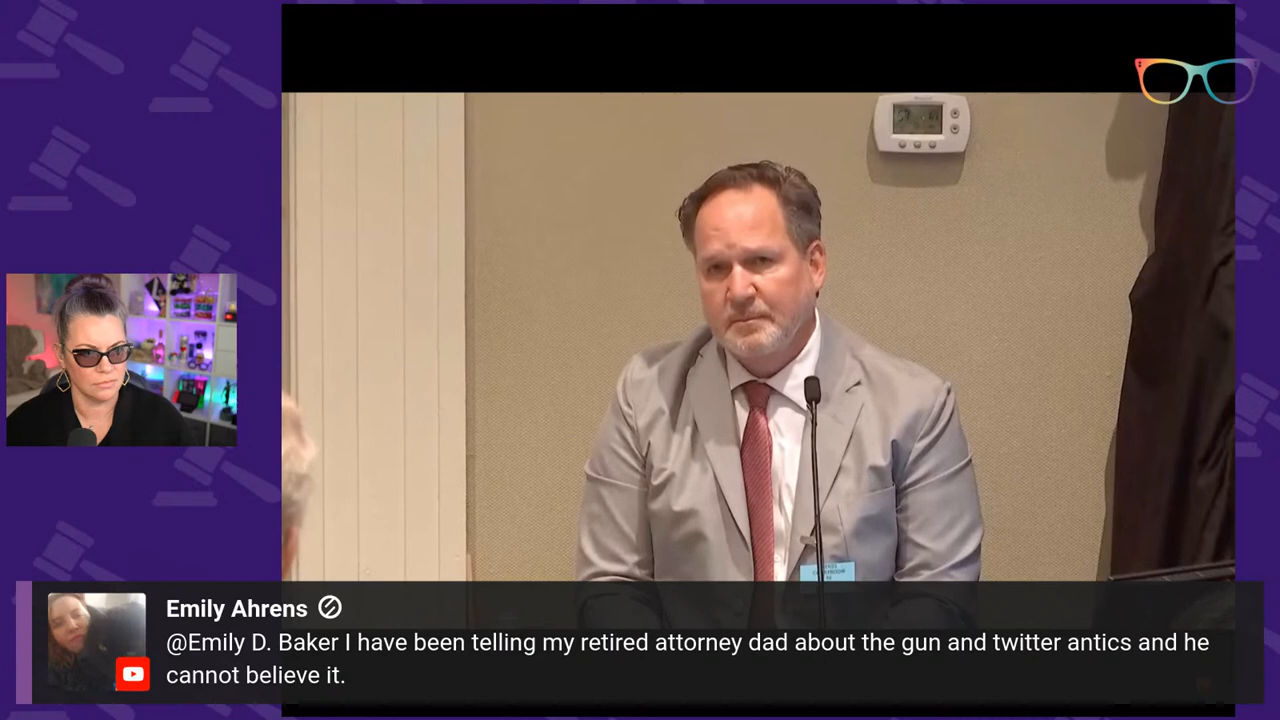 Emily Ahrens
@Emily D. Baker I have been telling my retired attorney dad about the gun and twitter antics and he
cannot believe it.